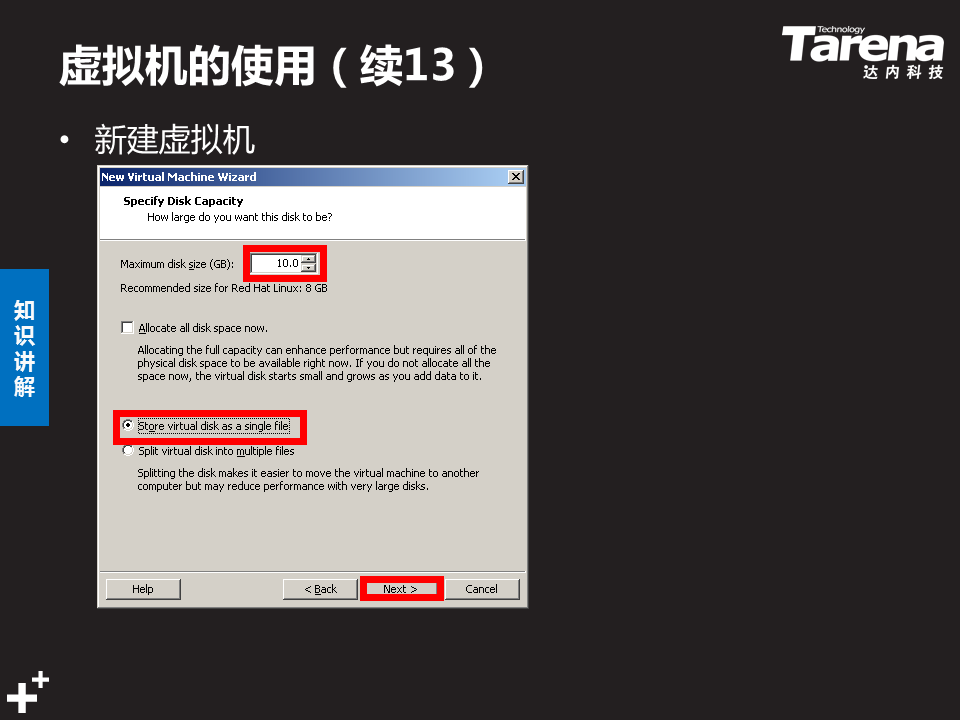 虚拟机的使用（续13）
Technology
Tarena
达内科技
• 新建虚拟机
New Virtual Machine Wizard
Specify Disk Capacity
How large do you want this disk to be?
Maximum disk size (GB): 10.0
Recommended size for Red Hat Linux: 8 GB
Allocate all disk space now.
Allocating the full capacity can enhance performance but requires all of the
physical disk space to be available right now. If you do not allocate all the
space now, the virtual disk starts small and grows as you add data to it.
Store virtual disk as a single file
Split virtual disk into multiple files
Splitting the disk makes it easier to move the virtual machine to another
computer but may reduce performance with very large disks.
Help < Back Next > Cancel
知
识
讲
解